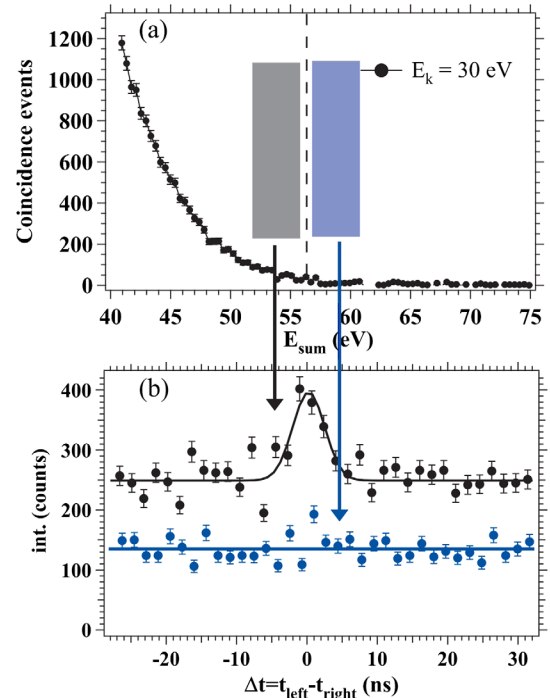 (a)
E_k = 30 eV
1200
1000
800
600
400
200
0
Coincidence events
40 45 50 55 60 65 70 75
E_sum (eV)
(b)
400
300
200
100
0
int. (counts)
-20 -10 0 10 20 30
Δt=t_left-t_right (ns)